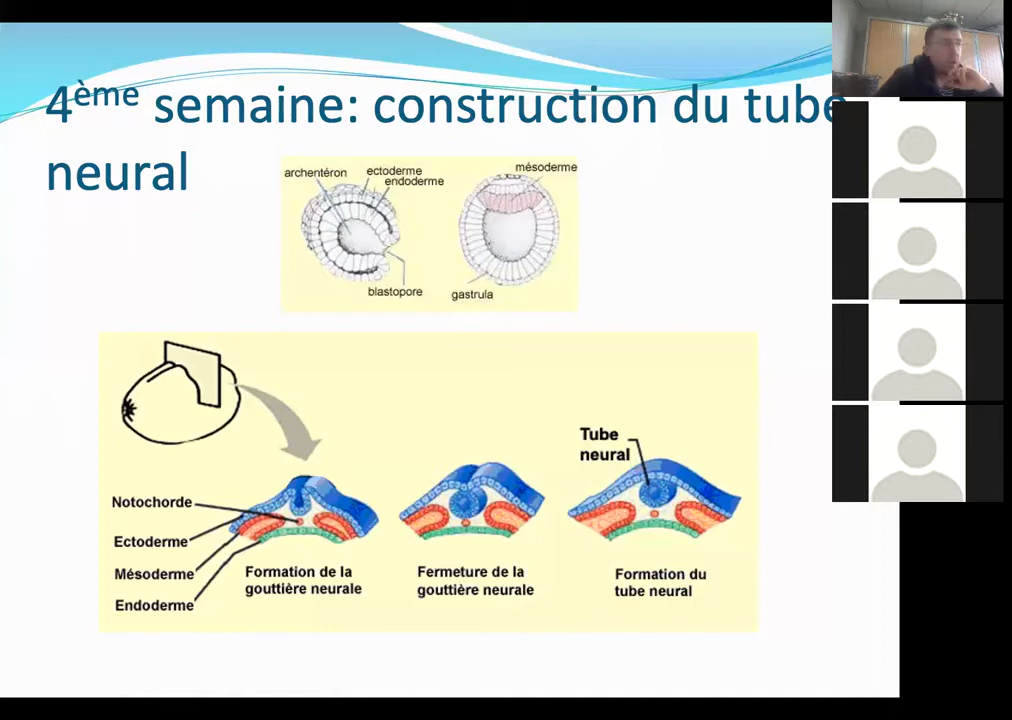 4ème semaine: construction du tube
neural
archentéron
ectoderme
endoderme
mésoderme
blastopore
gastrula
Tube
neural
Notochorde
Ectoderme
Mésoderme
Endoderme
Formation de la
gouttière neurale
Fermeture de la
gouttière neurale
Formation du
tube neural